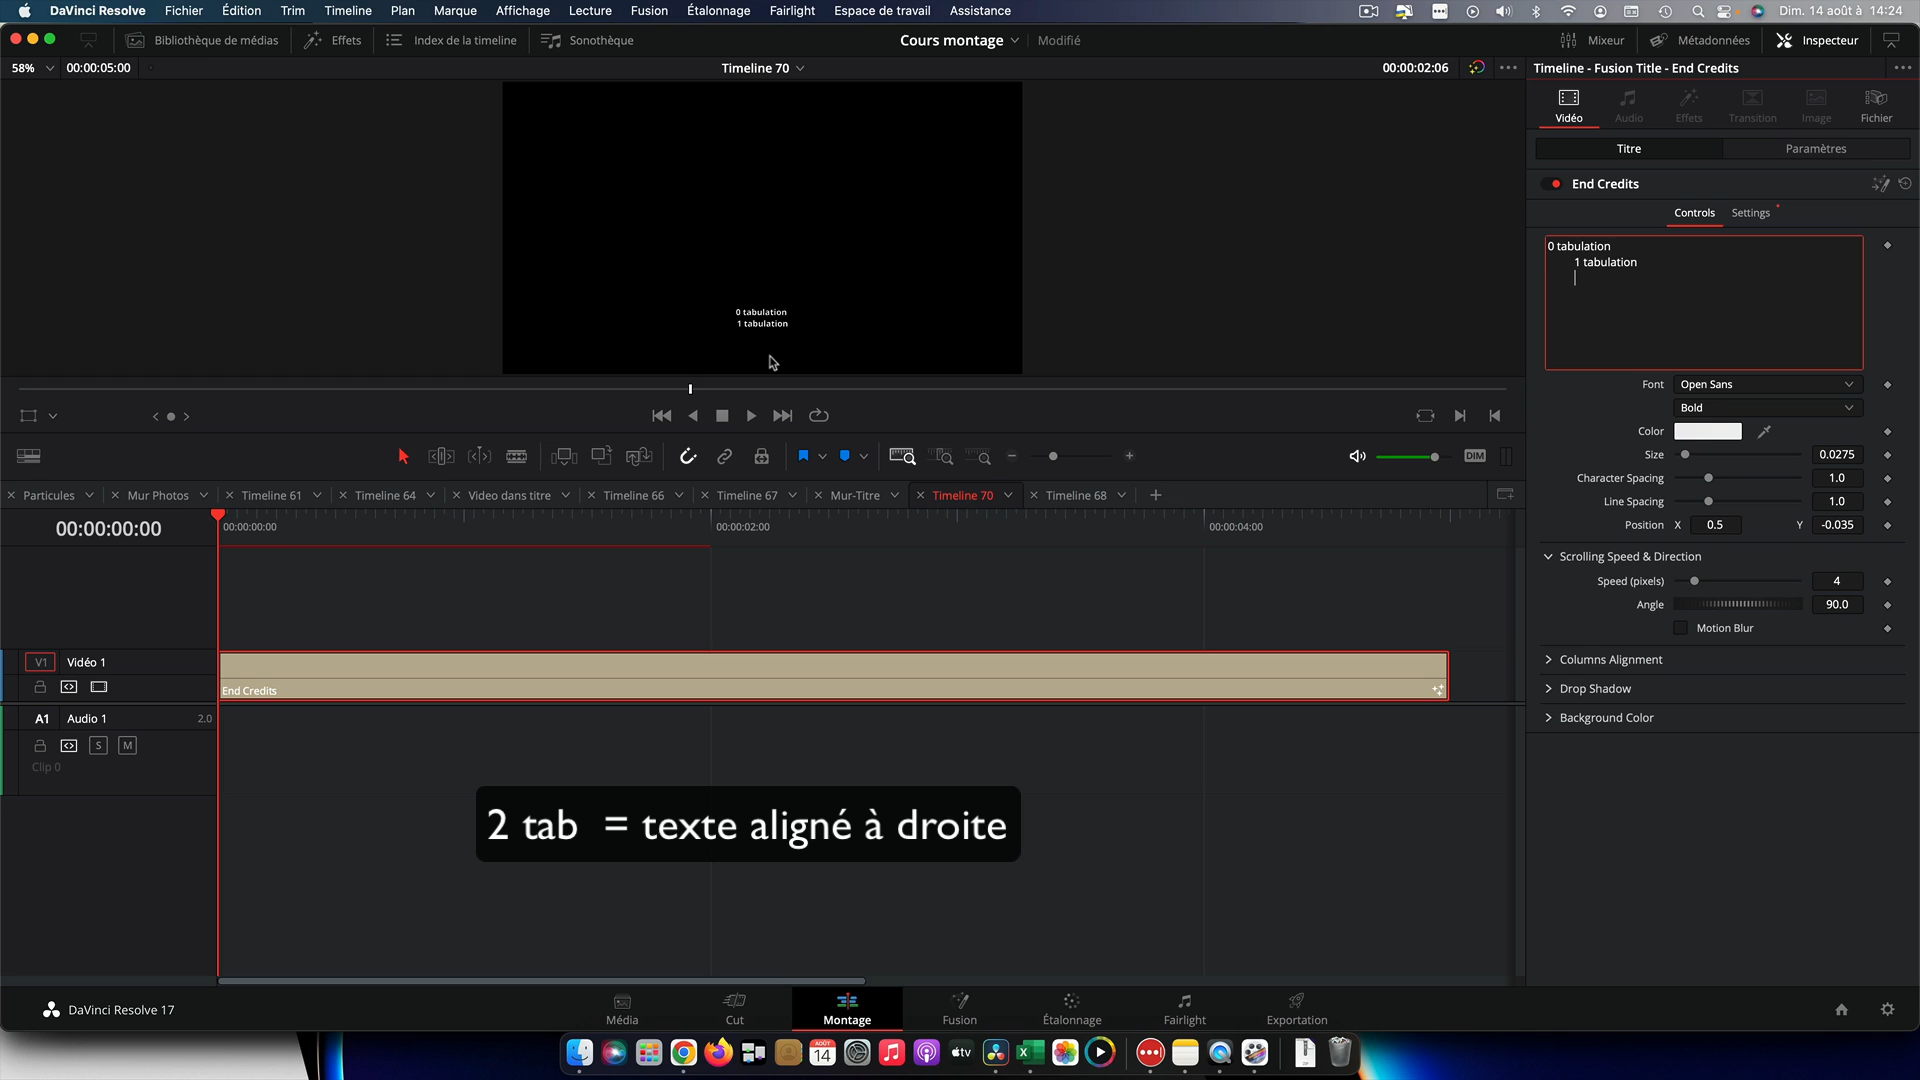 DaVinci Resolve Fichier Édition Trim Timeline Plan Marque Affichage Lecture Fusion Étalonnage Fairlight Espace de travail Assistance Dim. 14 août à 14:24
Bibliothèque de médias Effets Index de la timeline Sonothèque Cours montage Modifié Mixeur Métadonnées Inspecteur
58% 00:00:05:00 Timeline 70 00:00:02:06 Timeline - Fusion Title - End Credits
Vidéo Audio Effets Transition Image Fichier
Titre Paramètres
End Credits
Controls Settings
0 tabulation
1 tabulation
0 tabulation
1 tabulation
Font Open Sans
Bold
Color
Size 0.0275
Character Spacing 1.0
Line Spacing 1.0
Position X 0.5 Y -0.035
Scrolling Speed & Direction
Speed (pixels) 4
Angle 90.0
Motion Blur
Columns Alignment
Drop Shadow
Background Color
DIM
Particules Mur Photos Timeline 61 Timeline 64 Video dans titre Timeline 66 Timeline 67 Mur-Titre Timeline 70 Timeline 68
00:00:00:00 00:00:00:00 00:00:02:00 00:00:04:00
V1 Vidéo 1
End Credits
A1 Audio 1 2.0
S M
Clip 0
2 tab = texte aligné à droite
DaVinci Resolve 17
Média Cut Montage Fusion Étalonnage Fairlight Exportation
AOÛT
14
tv